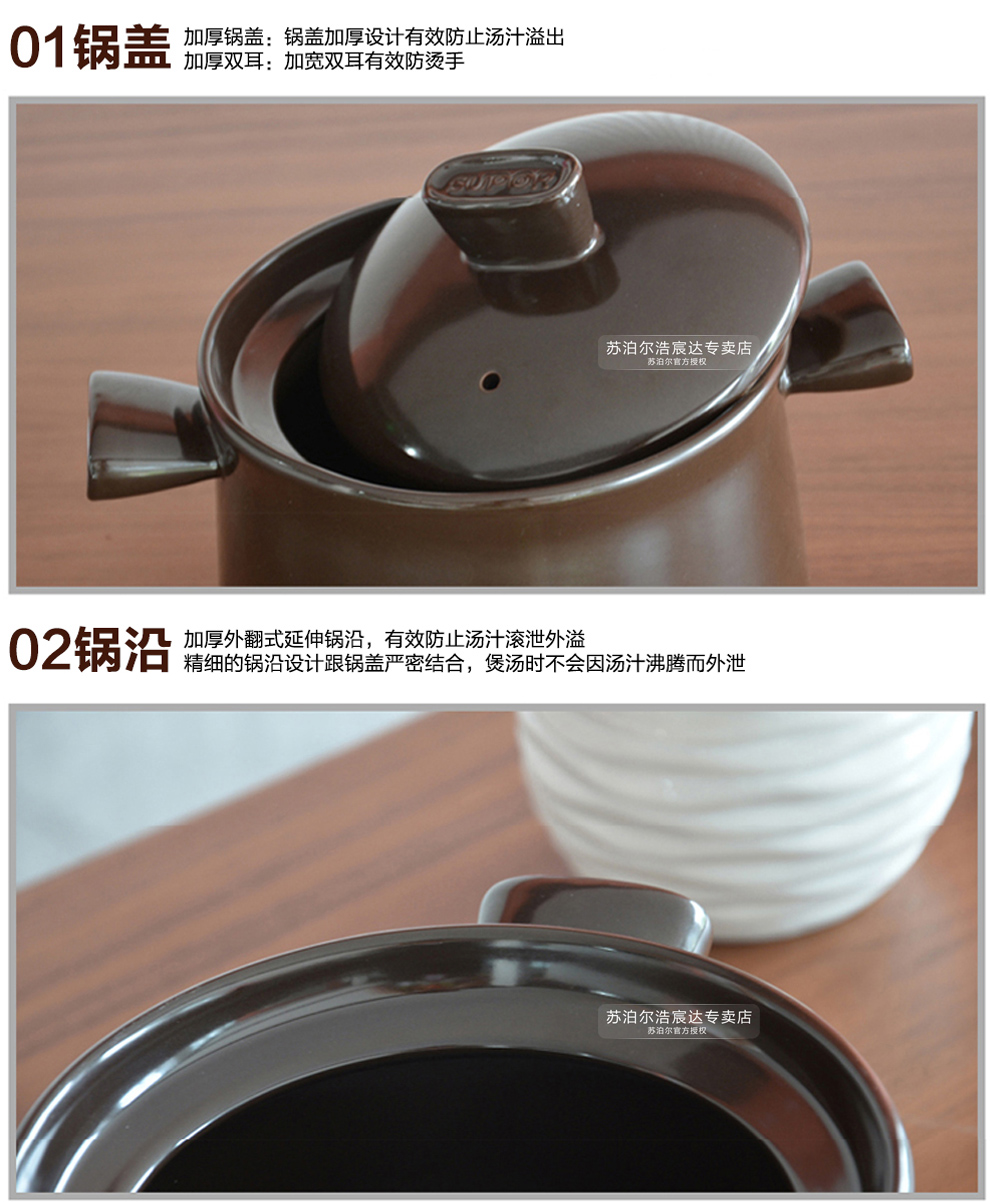 01锅盖
加厚锅盖：锅盖加厚设计有效防止汤汁溢出
加厚双耳：加宽双耳有效防烫手
SUPOR
苏泊尔浩宸达专卖店
苏泊尔官方授权
02锅沿
加厚外翻式延伸锅沿，有效防止汤汁滚泄外溢
精细的锅沿设计跟锅盖严密结合，煲汤时不会因汤汁沸腾而外泄
苏泊尔浩宸达专卖店
苏泊尔官方授权